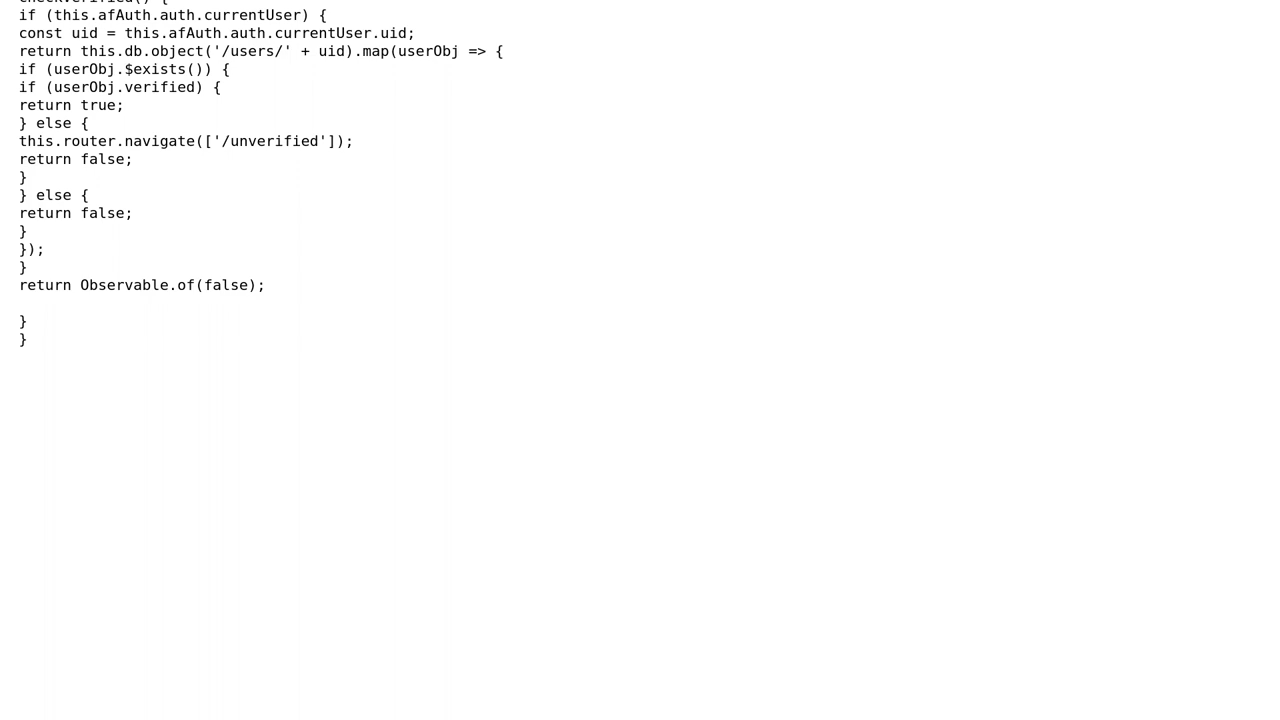 checkVerified() {
if (this.afAuth.auth.currentUser) {
const uid = this.afAuth.auth.currentUser.uid;
return this.db.object('/users/' + uid).map(userObj => {
if (userObj.$exists()) {
if (userObj.verified) {
return true;
} else {
this.router.navigate(['/unverified']);
return false;
}
} else {
return false;
}
});
}
return Observable.of(false);
}
}